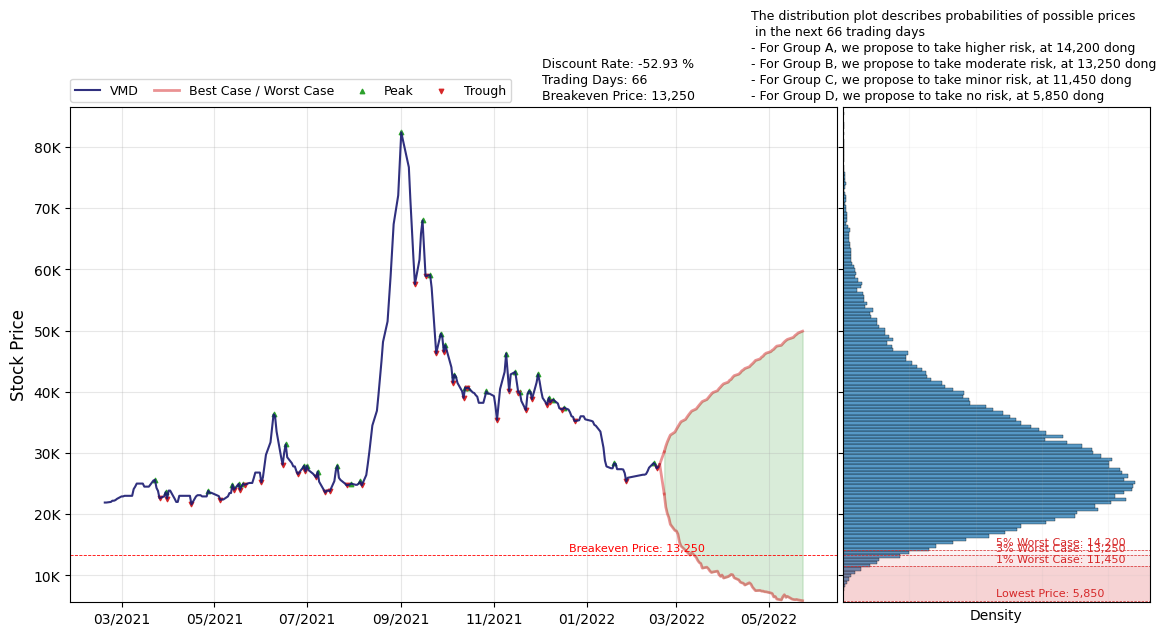 The distribution plot describes probabilities of possible prices
in the next 66 trading days
- For Group A, we propose to take higher risk, at 14,200 dong
- For Group B, we propose to take moderate risk, at 13,250 dong
- For Group C, we propose to take minor risk, at 11,450 dong
- For Group D, we propose to take no risk, at 5,850 dong
Discount Rate: -52.93 %
Trading Days: 66
Breakeven Price: 13,250
VMD
Best Case / Worst Case
Peak
Trough
Stock Price
80K
70K
60K
50K
40K
30K
20K
10K
Breakeven Price: 13,250
5% Worst Case: 14,200
3% Worst Case: 13,250
1% Worst Case: 11,450
Lowest Price: 5,850
03/2021
05/2021
07/2021
09/2021
11/2021
01/2022
03/2022
05/2022
Density